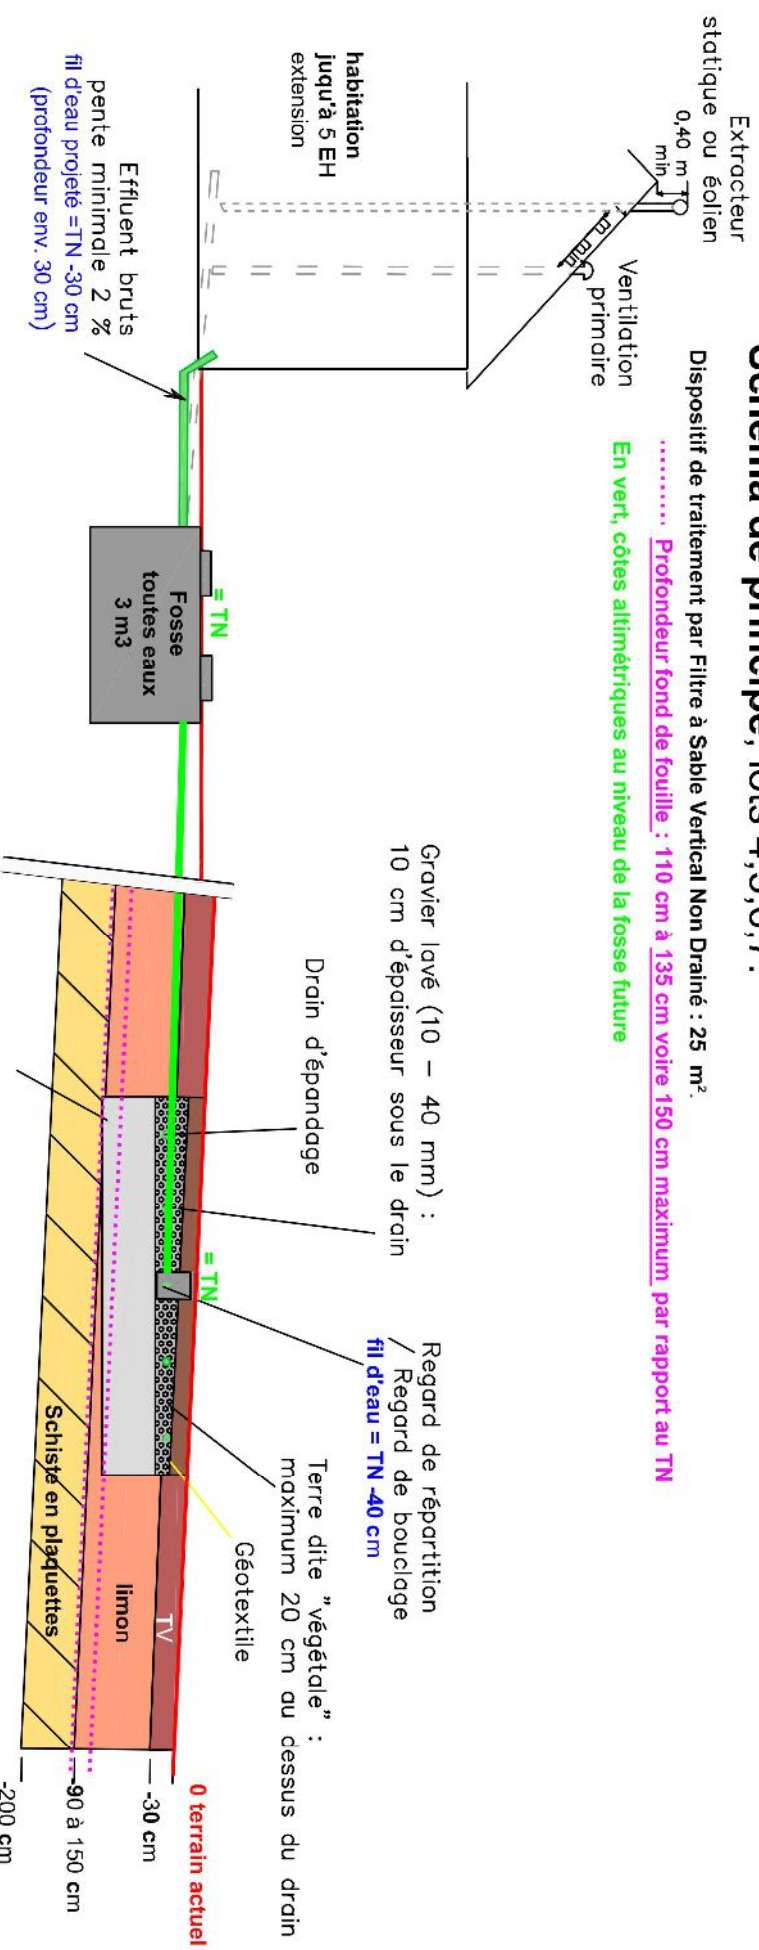 Schéma de principe, lots 4,5,6,7.
Dispositif de traitement par Filtre à Sable Vertical Non Drainé : 25 m².
.......... Profondeur fond de fouille : 110 cm à 135 cm voire 150 cm maximum par rapport au TN
En vert, côtes altimétriques au niveau de la fosse future
Extracteur
statique ou éolien
0,40 m
min
1 m
Ventilation
primaire
habitation
juqu'à 5 EH
extension
Effluent bruts
pente minimale 2 %
fil d'eau projeté =TN -30 cm
(profondeur env. 30 cm)
= TN
Fosse
toutes eaux
3 m3
Gravier lavé (10 – 40 mm) :
10 cm d'épaisseur sous le drain
Drain d'épandage
= TN
Regard de répartition
Regard de bouclage
fil d'eau = TN -40 cm
Terre dite "végétale" :
maximum 20 cm au dessus du drain
Géotextile
TV
limon
Schiste en plaquettes
0 terrain actuel
-30 cm
-90 à 150 cm
-200 cm